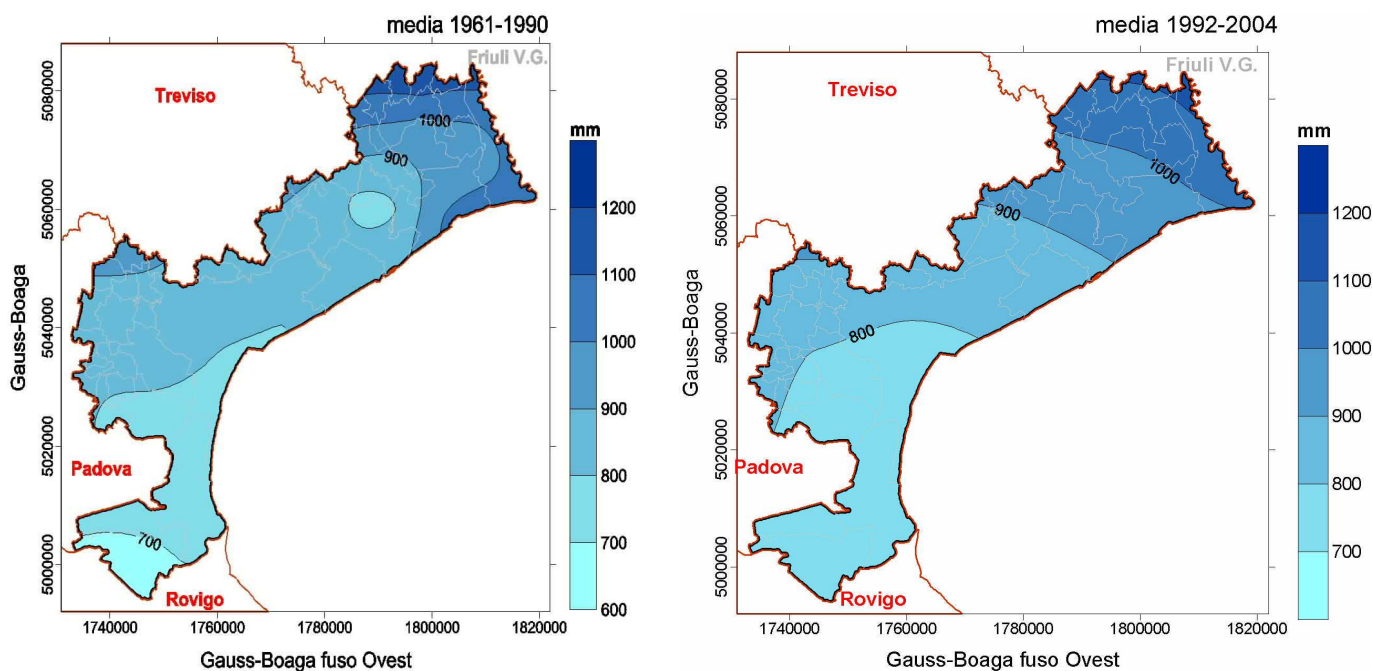 media 1961-1990
Friuli V.G.
Treviso
mm
1000
900
700
Padova
Rovigo
1200
1100
1000
900
800
700
600
5080000
5060000
5040000
5020000
5000000
Gauss-Boaga
1740000
1760000
1780000
1800000
1820000
Gauss-Boaga fuso Ovest
media 1992-2004
Friuli V.G.
Treviso
mm
1000
900
800
Padova
Rovigo
1200
1100
1000
900
800
700
5080000
5060000
5040000
5020000
5000000
Gauss-Boaga
1740000
1760000
1780000
1800000
1820000
Gauss-Boaga fuso Ovest